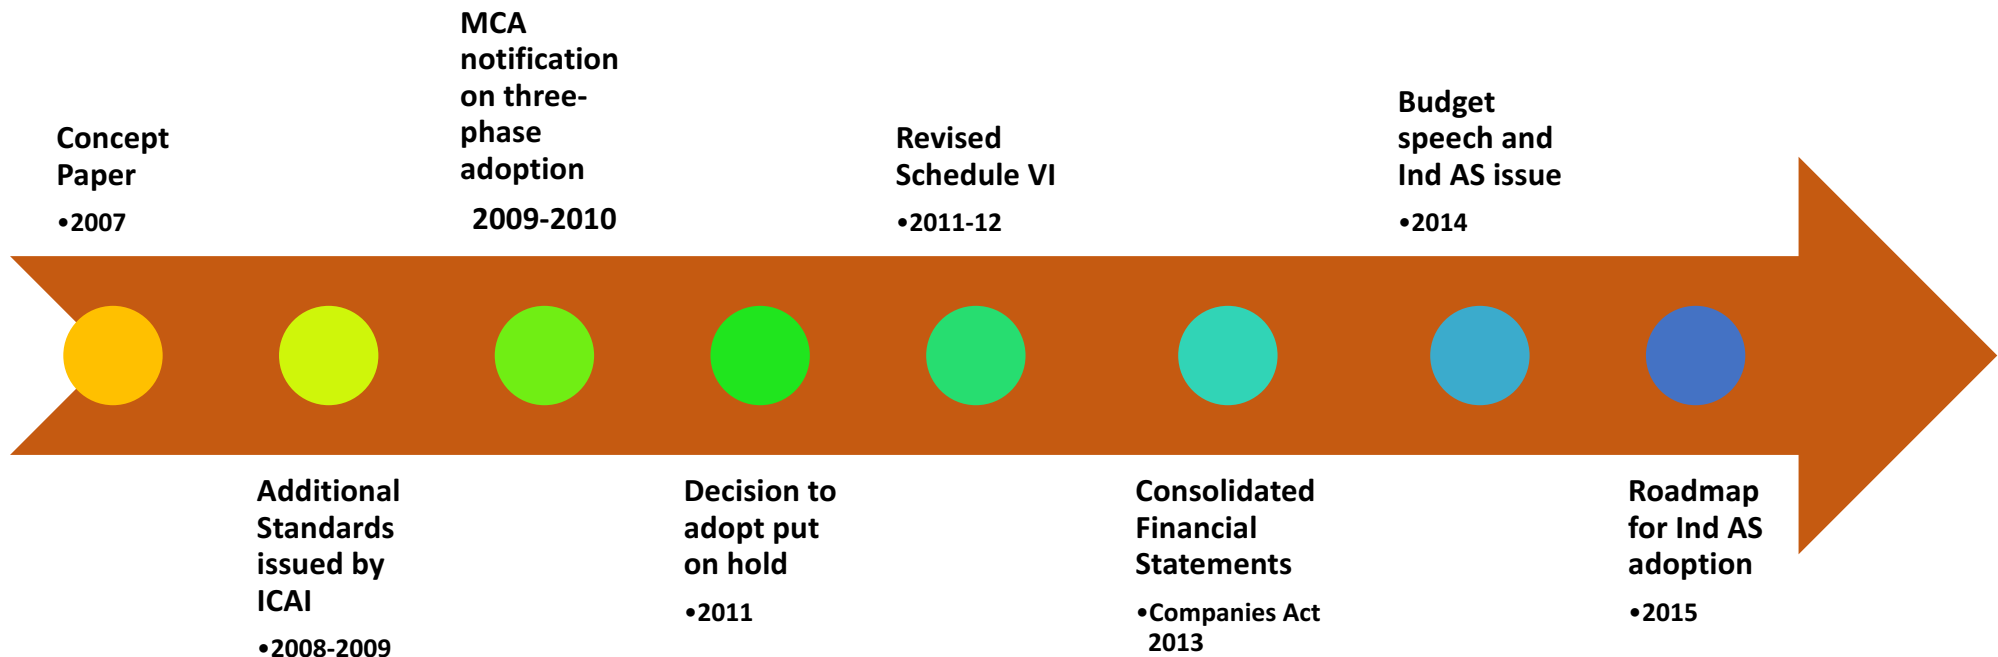 Concept
Paper
•2007
Additional
Standards
issued by
ICAI
•2008-2009
MCA
notification
on three-
phase
adoption
2009-2010
Decision to
adopt put
on hold
•2011
Revised
Schedule VI
•2011-12
Consolidated
Financial
Statements
•Companies Act
2013
Budget
speech and
Ind AS issue
•2014
Roadmap
for Ind AS
adoption
•2015